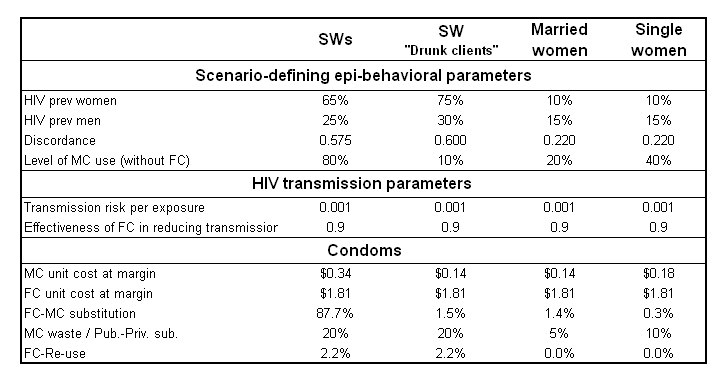 SWs SW "Drunk clients" Married women Single women
Scenario-defining epi-behavioral parameters
HIV prev women 65% 75% 10% 10%
HIV prev men 25% 30% 15% 15%
Discordance 0.575 0.600 0.220 0.220
Level of MC use (without FC) 80% 10% 20% 40%
HIV transmission parameters
Transmission risk per exposure 0.001 0.001 0.001 0.001
Effectiveness of FC in reducing transmissior 0.9 0.9 0.9 0.9
Condoms
MC unit cost at margin $0.34 $0.14 $0.14 $0.18
FC unit cost at margin $1.81 $1.81 $1.81 $1.81
FC-MC substitution 87.7% 1.5% 1.4% 0.3%
MC waste / Pub.-Priv. sub. 20% 20% 5% 10%
FC-Re-use 2.2% 2.2% 0.0% 0.0%